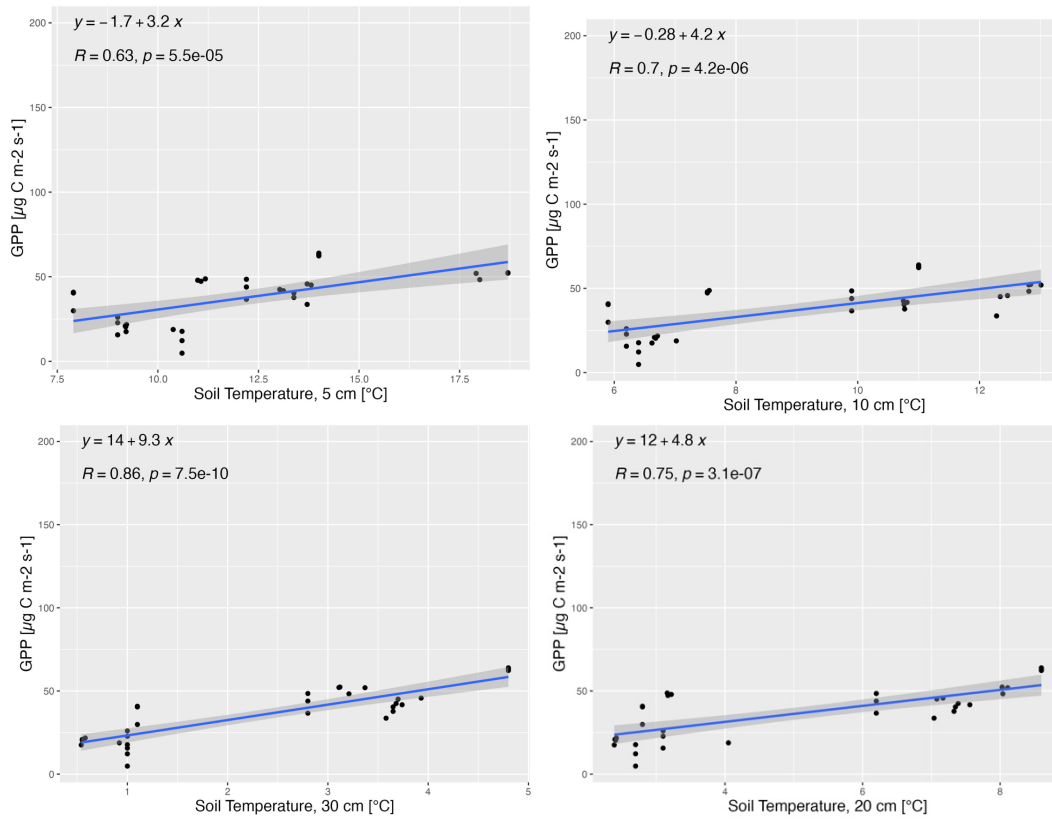 y = −1.7 + 3.2 x
R = 0.63, p = 5.5e-05
200
150
100
50
0
GPP [µg C m-2 s-1]
7.5 10.0 12.5 15.0 17.5
Soil Temperature, 5 cm [°C]
y = −0.28 + 4.2 x
R = 0.7, p = 4.2e-06
200
150
100
50
0
GPP [µg C m-2 s-1]
6 8 10 12
Soil Temperature, 10 cm [°C]
y = 14 + 9.3 x
R = 0.86, p = 7.5e-10
200
150
100
50
0
GPP [µg C m-2 s-1]
1 2 3 4 5
Soil Temperature, 30 cm [°C]
y = 12 + 4.8 x
R = 0.75, p = 3.1e-07
200
150
100
50
0
GPP [µg C m-2 s-1]
4 6 8
Soil Temperature, 20 cm [°C]